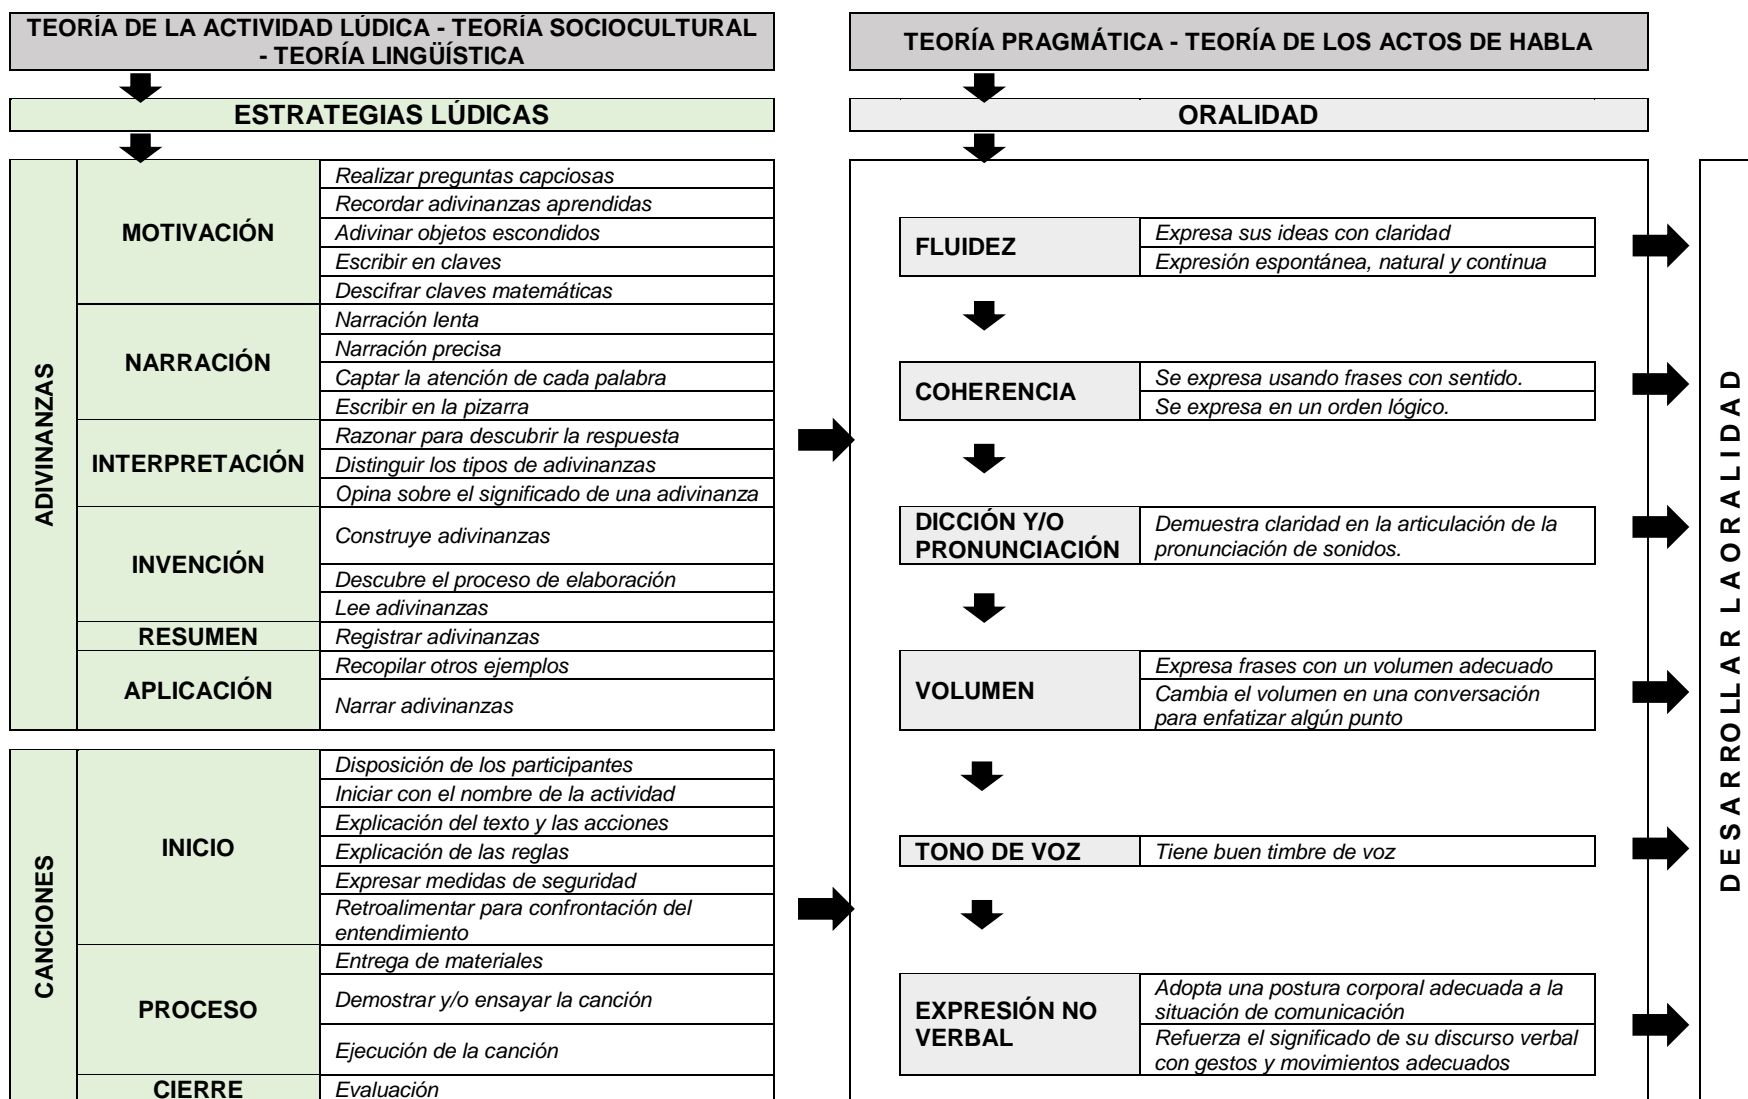 TEORÍA DE LA ACTIVIDAD LÚDICA - TEORÍA SOCIOCULTURAL
- TEORÍA LINGÜÍSTICA
ESTRATEGIAS LÚDICAS
ADIVINANZAS
MOTIVACIÓN
Realizar preguntas capciosas
Recordar adivinanzas aprendidas
Adivinar objetos escondidos
Escribir en claves
Descifrar claves matemáticas
NARRACIÓN
Narración lenta
Narración precisa
Captar la atención de cada palabra
Escribir en la pizarra
INTERPRETACIÓN
Razonar para descubrir la respuesta
Distinguir los tipos de adivinanzas
Opina sobre el significado de una adivinanza
INVENCIÓN
Construye adivinanzas
Descubre el proceso de elaboración
Lee adivinanzas
RESUMEN
Registrar adivinanzas
APLICACIÓN
Recopilar otros ejemplos
Narrar adivinanzas
CANCIONES
INICIO
Disposición de los participantes
Iniciar con el nombre de la actividad
Explicación del texto y las acciones
Explicación de las reglas
Expresar medidas de seguridad
Retroalimentar para confrontación del
entendimiento
PROCESO
Entrega de materiales
Demostrar y/o ensayar la canción
Ejecución de la canción
CIERRE
Evaluación
TEORÍA PRAGMÁTICA - TEORÍA DE LOS ACTOS DE HABLA
ORALIDAD
FLUIDEZ
Expresa sus ideas con claridad
Expresión espontánea, natural y continua
COHERENCIA
Se expresa usando frases con sentido.
Se expresa en un orden lógico.
DICCIÓN Y/O
PRONUNCIACIÓN
Demuestra claridad en la articulación de la
pronunciación de sonidos.
VOLUMEN
Expresa frases con un volumen adecuado
Cambia el volumen en una conversación
para enfatizar algún punto
TONO DE VOZ
Tiene buen timbre de voz
EXPRESIÓN NO
VERBAL
Adopta una postura corporal adecuada a la
situación de comunicación
Refuerza el significado de su discurso verbal
con gestos y movimientos adecuados
DESARROLLAR LAORALIDAD